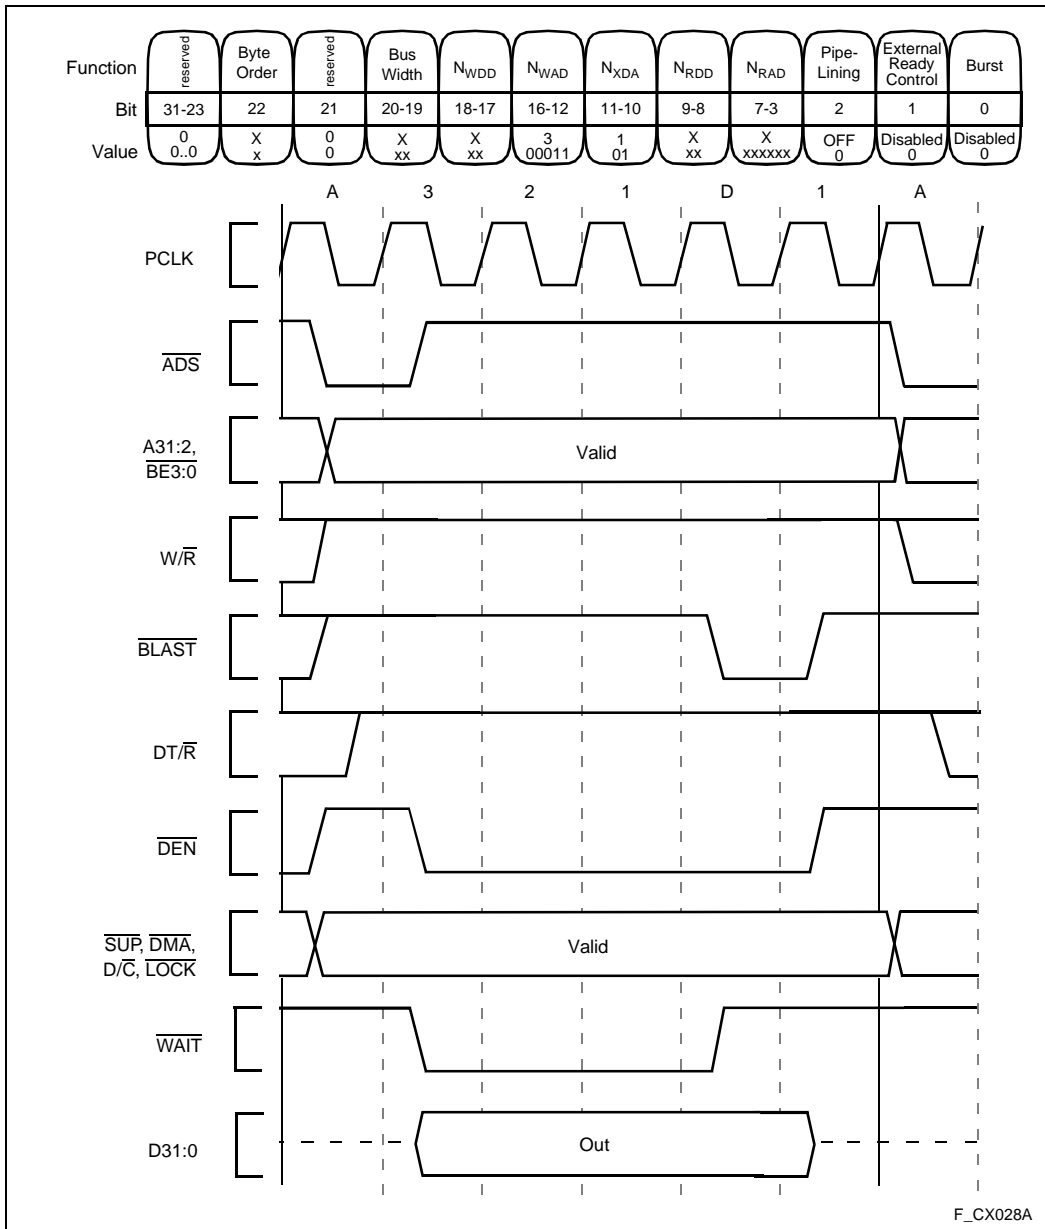 Function reserved Byte Order reserved Bus Width NWDD NWAD NXDA NRDD NRAD Pipe-Lining External Ready Control Burst
Bit 31-23 22 21 20-19 18-17 16-12 11-10 9-8 7-3 2 1 0
Value 0 X 0 X X 3 1 X X OFF Disabled Disabled
0..0 x 0 xx xx 00011 01 xx xxxxxx 0 0 0
A 3 2 1 D 1 A
PCLK
ADS
A31:2,
BE3:0
Valid
W/R
BLAST
DT/R
DEN
SUP, DMA,
D/C, LOCK
Valid
WAIT
D31:0
Out
F_CX028A